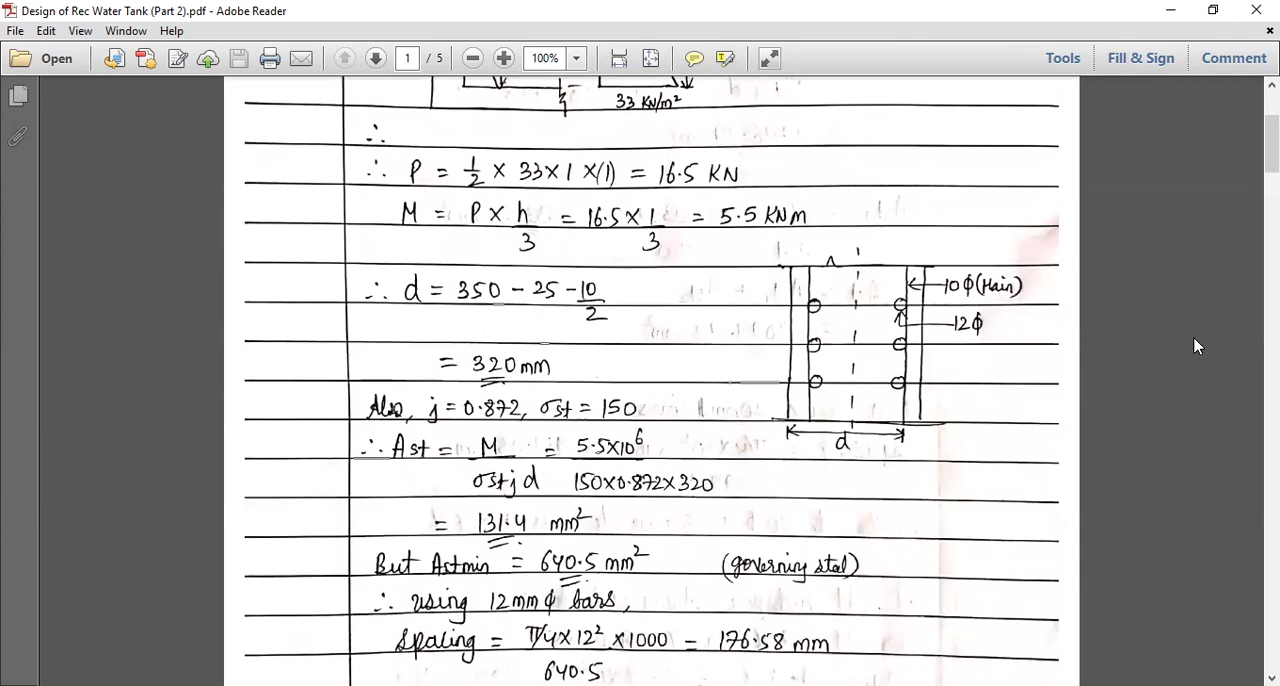 Design of Rec Water Tank (Part 2).pdf - Adobe Reader
File Edit View Window Help
Open 1 / 5 100% Tools Fill & Sign Comment
33 KN/m²
∴
∴ P = 1/2 × 33 × 1 × (1) = 16.5 KN
M = P × h/3 = 16.5 × 1/3 = 5.5 KNm
∴ d = 350 - 25 - 10/2
10ϕ(Main)
12ϕ
= 320 mm
Also, j = 0.872, σst = 150
d
∴ Ast = M/σst j d = 5.5×10⁶/150×0.872×320
= 131.4 mm²
But Astmin = 640.5 mm² (governing steel)
∴ using 12mm ϕ bars,
Spacing = π/4 × 12² × 1000/640.5 = 176.58 mm